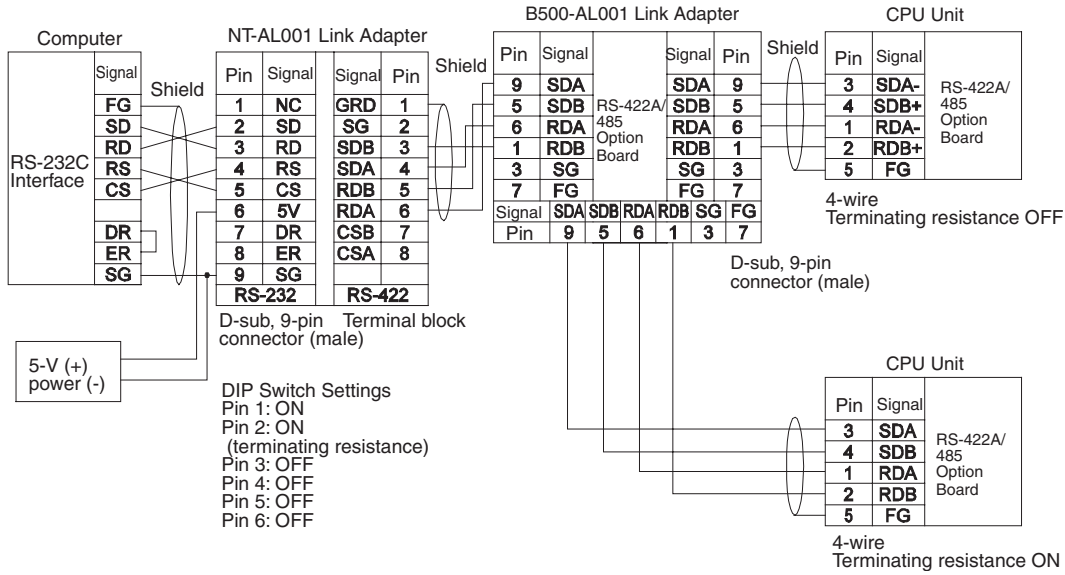 B500-AL001 Link Adapter
CPU Unit
Computer
NT-AL001 Link Adapter
Shield
Pin Signal Signal Pin
9 SDA SDA 9
5 SDB SDB 5
6 RDA RDA 6
1 RDB RDB 1
3 SG SG 3
7 FG FG 7
RS-422A/
485
Option
Board
Signal SDA SDB RDA RDB SG FG
Pin 9 5 6 1 3 7
D-sub, 9-pin
connector (male)
Shield
Pin Signal
3 SDA-
4 SDB+
1 RDA-
2 RDB+
5 FG
RS-422A/
485
Option
Board
4-wire
Terminating resistance OFF
RS-232C
Interface
Signal
FG
SD
RD
RS
CS
DR
ER
SG
Shield
Pin Signal Signal Pin
1 NC GRD 1
2 SD SG 2
3 RD SDB 3
4 RS SDA 4
5 CS RDB 5
6 5V RDA 6
7 DR CSB 7
8 ER CSA 8
9 SG
RS-232 RS-422
D-sub, 9-pin Terminal block
connector (male)
5-V (+)
power (-)
DIP Switch Settings
Pin 1: ON
Pin 2: ON
(terminating resistance)
Pin 3: OFF
Pin 4: OFF
Pin 5: OFF
Pin 6: OFF
CPU Unit
Pin Signal
3 SDA
4 SDB
1 RDA
2 RDB
5 FG
RS-422A/
485
Option
Board
4-wire
Terminating resistance ON